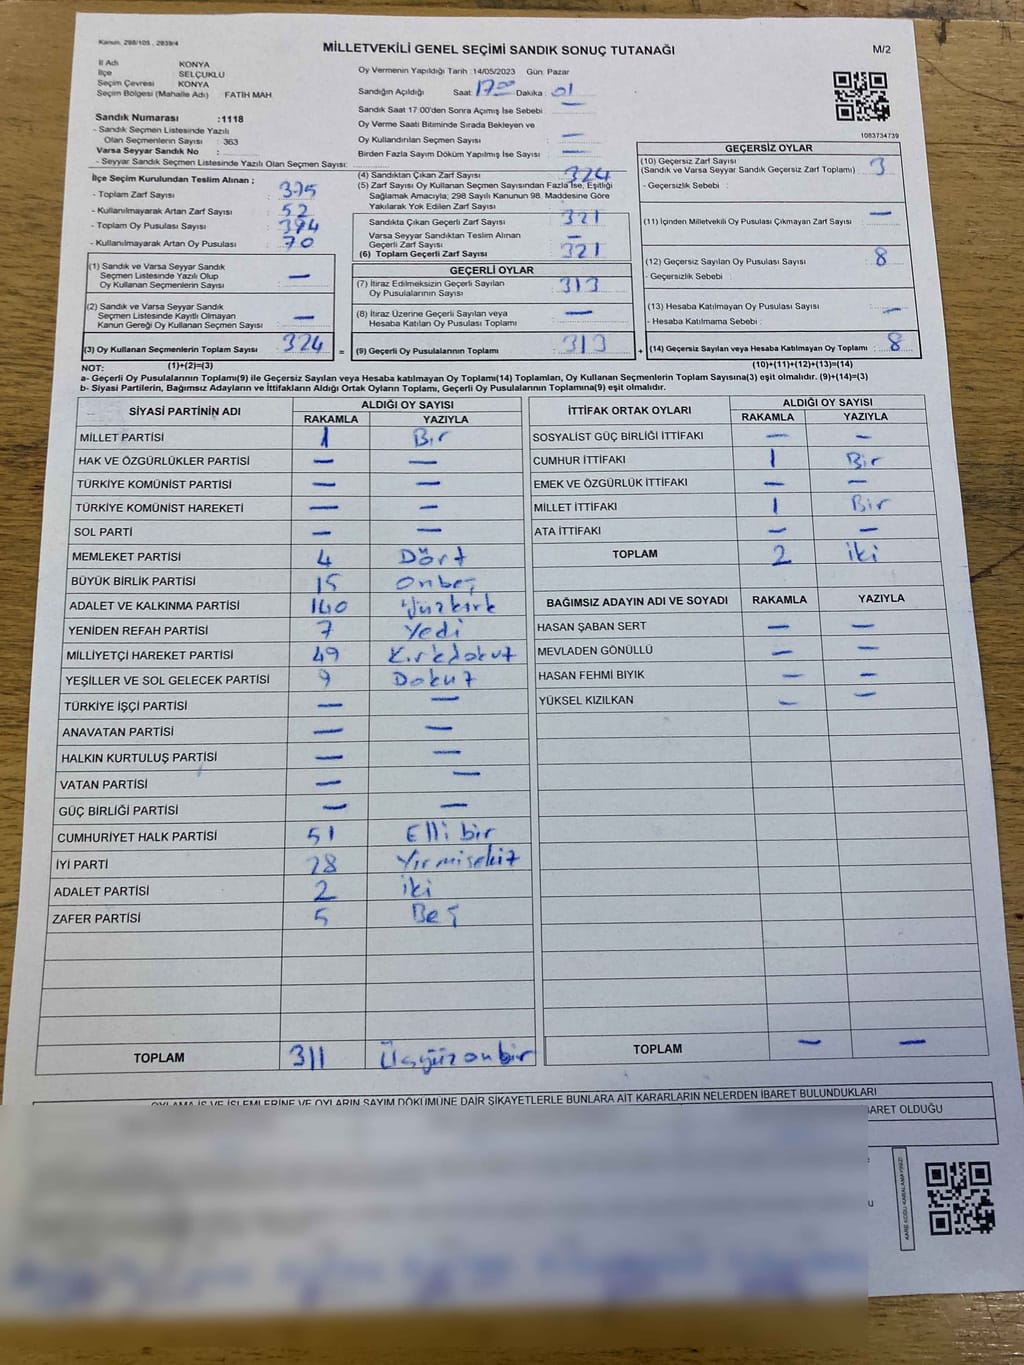 Kanun, 298/105 , 2839/4
MİLLETVEKİLİ GENEL SEÇİMİ SANDIK SONUÇ TUTANAĞI
M/2
İl Adı KONYA
İlçe SELÇUKLU
Seçim Çevresi KONYA
Seçim Bölgesi (Mahalle Adı) FATİH MAH.
Sandık Numarası :1118
- Sandık Seçmen Listesinde Yazılı
Olan Seçmenlerin Sayısı : 363
Varsa Seyyar Sandık No :
- Seyyar Sandık Seçmen Listesinde Yazılı Olan Seçmen Sayısı:
Oy Vermenin Yapıldığı Tarih :14/05/2023 Gün: Pazar
Sandığın Açıldığı Saat: 17:00 Dakika: 01
Sandık Saat 17:00'den Sonra Açımış İse Sebebi : —
Oy Verme Saati Bitiminde Sırada Bekleyen ve
Oy Kullandırılan Seçmen Sayısı : —
Birden Fazla Sayım Döküm Yapılmış İse Sayısı : —
1083734739
İlçe Seçim Kurulundan Teslim Alınan ;
- Toplam Zarf Sayısı : 375
- Kullanılmayarak Artan Zarf Sayısı : 52
- Toplam Oy Pusulası Sayısı : 394
- Kullanılmayarak Artan Oy Pusulası : 70
(1) Sandık ve Varsa Seyyar Sandık
Seçmen Listesinde Yazılı Olup
Oy Kullanan Seçmenlerin Sayısı : —
(2) Sandık ve Varsa Seyyar Sandık
Seçmen Listesinde Kayıtlı Olmayan
Kanun Gereği Oy Kullanan Seçmen Sayısı : —
(3) Oy Kullanan Seçmenlerin Toplam Sayısı : 324
(1)+(2)=(3)
(4) Sandıktan Çıkan Zarf Sayısı : 324
(5) Zarf Sayısı Oy Kullanan Seçmen Sayısından Fazla İse, Eşitliği
Sağlamak Amacıyla; 298 Sayılı Kanunun 98. Maddesine Göre
Yakılarak Yok Edilen Zarf Sayısı :
Sandıkta Çıkan Geçerli Zarf Sayısı : 321
Varsa Seyyar Sandıktan Teslim Alınan
Geçerli Zarf Sayısı : —
(6) Toplam Geçerli Zarf Sayısı : 321
GEÇERLİ OYLAR
(7) İtiraz Edilmeksizin Geçerli Sayılan
Oy Pusulalarının Sayısı : 313
(8) İtiraz Üzerine Geçerli Sayılan veya
Hesaba Katılan Oy Pusulaları Toplamı : —
= (9) Geçerli Oy Pusulalarının Toplamı : 313 +
GEÇERSİZ OYLAR
(10) Geçersiz Zarf Sayısı
(Sandık ve Varsa Seyyar Sandık Geçersiz Zarf Toplamı) : 3
- Geçersizlik Sebebi :
(11) İçinden Milletvekili Oy Pusulası Çıkmayan Zarf Sayısı : —
(12) Geçersiz Sayılan Oy Pusulası Sayısı : 8
- Geçersizlik Sebebi :
(13) Hesaba Katılmayan Oy Pusulası Sayısı : —
- Hesaba Katılmama Sebebi :
(14) Geçersiz Sayılan veya Hesaba Katılmayan Oy Toplamı : 8
(10)+(11)+(12)+(13)=(14)
NOT:
a- Geçerli Oy Pusulalarının Toplamı(9) ile Geçersiz Sayılan veya Hesaba katılmayan Oy Toplamı(14) Toplamları, Oy Kullanan Seçmenlerin Toplam Sayısına(3) eşit olmalıdır. (9)+(14)=(3)
b- Siyasi Partilerin, Bağımsız Adayların ve İttifakların Aldığı Ortak Oyların Toplamı, Geçerli Oy Pusulalarının Toplamına(9) eşit olmalıdır.
SİYASİ PARTİNİN ADI ALDIĞI OY SAYISI
RAKAMLA YAZIYLA
MİLLET PARTİSİ 1 Bir
HAK VE ÖZGÜRLÜKLER PARTİSİ — —
TÜRKİYE KOMÜNİST PARTİSİ — —
TÜRKİYE KOMÜNİST HAREKETİ — —
SOL PARTİ — —
MEMLEKET PARTİSİ 4 Dört
BÜYÜK BİRLİK PARTİSİ 15 Onbeş
ADALET VE KALKINMA PARTİSİ 140 Yüzkırk
YENİDEN REFAH PARTİSİ 7 Yedi
MİLLİYETÇİ HAREKET PARTİSİ 49 Kırkdokuz
YEŞİLLER VE SOL GELECEK PARTİSİ 9 Dokuz
TÜRKİYE İŞÇİ PARTİSİ — —
ANAVATAN PARTİSİ — —
HALKIN KURTULUŞ PARTİSİ — —
VATAN PARTİSİ — —
GÜÇ BİRLİĞİ PARTİSİ — —
CUMHURİYET HALK PARTİSİ 51 Elli bir
İYİ PARTİ 28 Yirmisekiz
ADALET PARTİSİ 2 iki
ZAFER PARTİSİ 5 Beş
TOPLAM 311 Üçyüzonbir
İTTİFAK ORTAK OYLARI ALDIĞI OY SAYISI
RAKAMLA YAZIYLA
SOSYALİST GÜÇ BİRLİĞİ İTTİFAKI — —
CUMHUR İTTİFAKI 1 Bir
EMEK VE ÖZGÜRLÜK İTTİFAKI — —
MİLLET İTTİFAKI 1 Bir
ATA İTTİFAKI — —
TOPLAM 2 iki
BAĞIMSIZ ADAYIN ADI VE SOYADI RAKAMLA YAZIYLA
HASAN ŞABAN SERT — —
MEVLADEN GÖNÜLLÜ — —
HASAN FEHMİ BIYIK — —
YÜKSEL KIZILKAN — —
TOPLAM — —
OYLAMA İŞ VE İŞLEMLERİNE VE OYLARIN SAYIM DÖKÜMÜNE DAİR ŞİKAYETLERLE BUNLARA AİT KARARLARIN NELERDEN İBARET BULUNDUKLARI
OLDUĞU